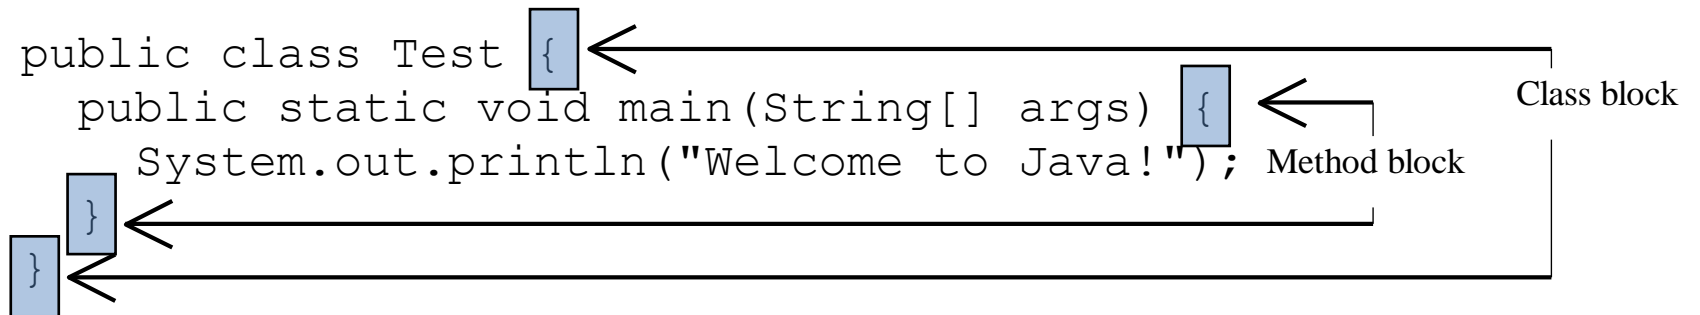 public class Test {
Class block
public static void main(String[] args) {
System.out.println("Welcome to Java!");
Method block
}
}